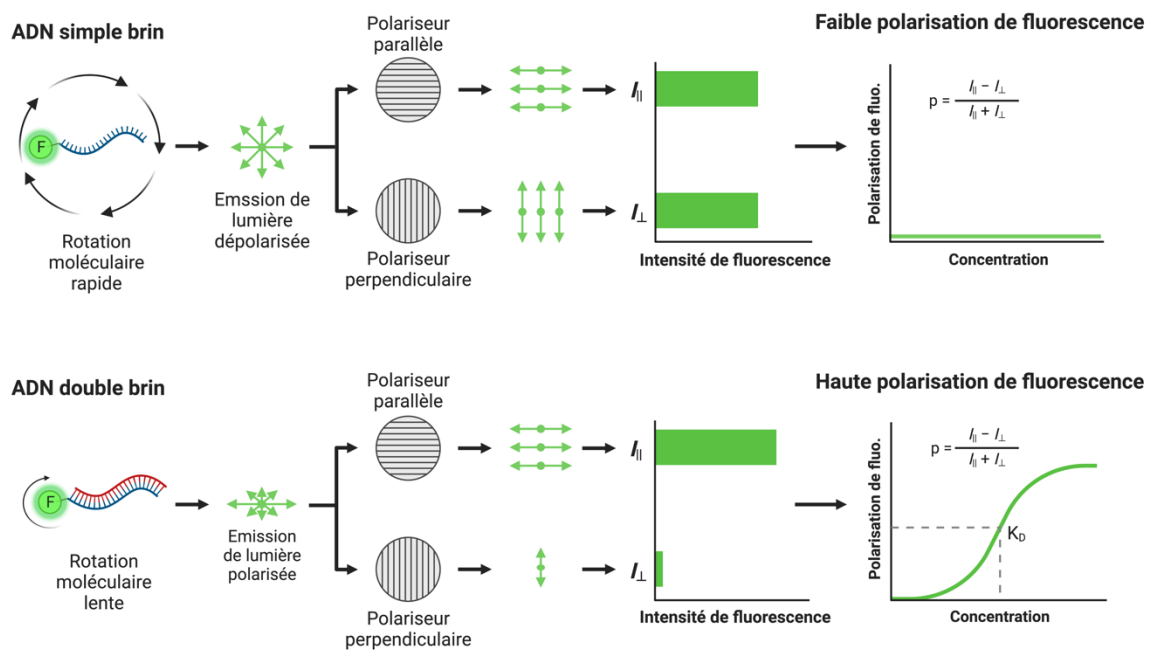 ADN simple brin
F
Rotation
moléculaire
rapide
Emssion de
lumière
dépolarisée
Polariseur
parallèle
Polariseur
perpendiculaire
I∥
I⊥
Intensité de fluorescence
Faible polarisation de fluorescence
Polarisation de fluo.
p = (I∥ − I⊥) / (I∥ + I⊥)
Concentration
ADN double brin
F
Rotation
moléculaire
lente
Emission
de lumière
polarisée
Polariseur
parallèle
Polariseur
perpendiculaire
I∥
I⊥
Intensité de fluorescence
Haute polarisation de fluorescence
Polarisation de fluo.
p = (I∥ − I⊥) / (I∥ + I⊥)
K_D
Concentration